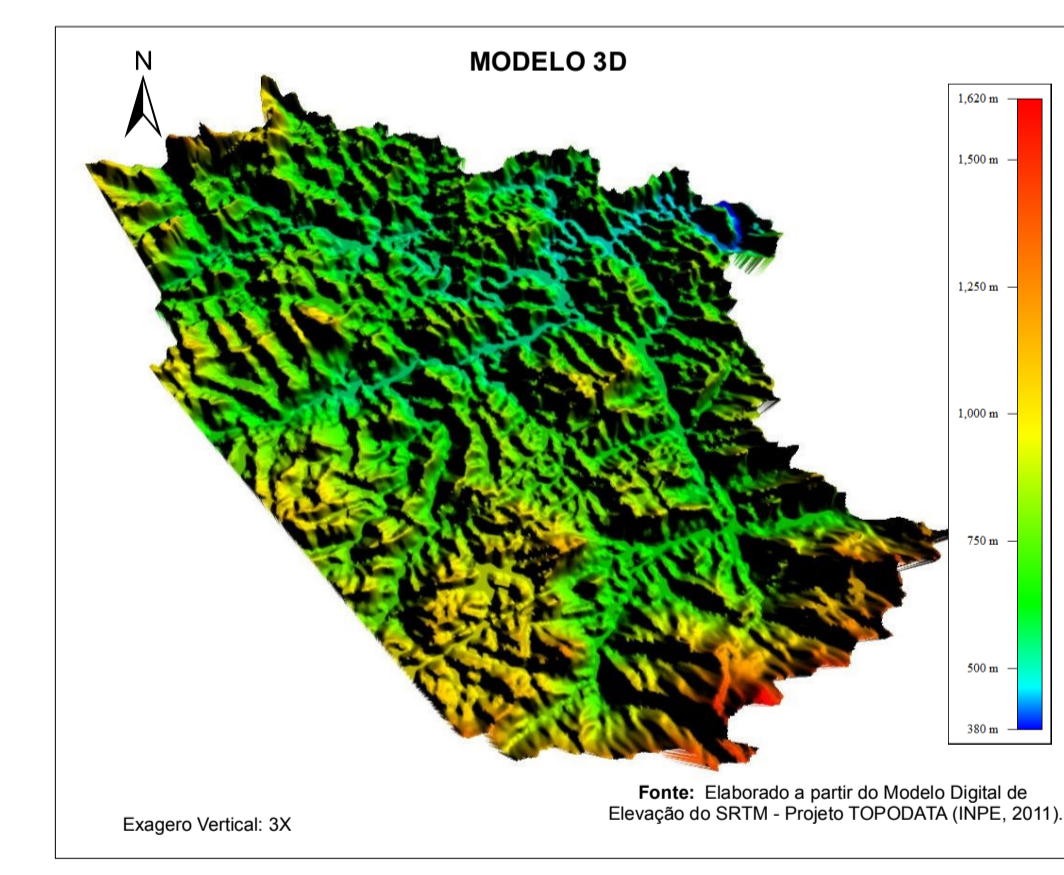 N
MODELO 3D
1,620 m
1,500 m
1,250 m
1,000 m
750 m
500 m
380 m
Fonte: Elaborado a partir do Modelo Digital de
Elevação do SRTM - Projeto TOPODATA (INPE, 2011).
Exagero Vertical: 3X